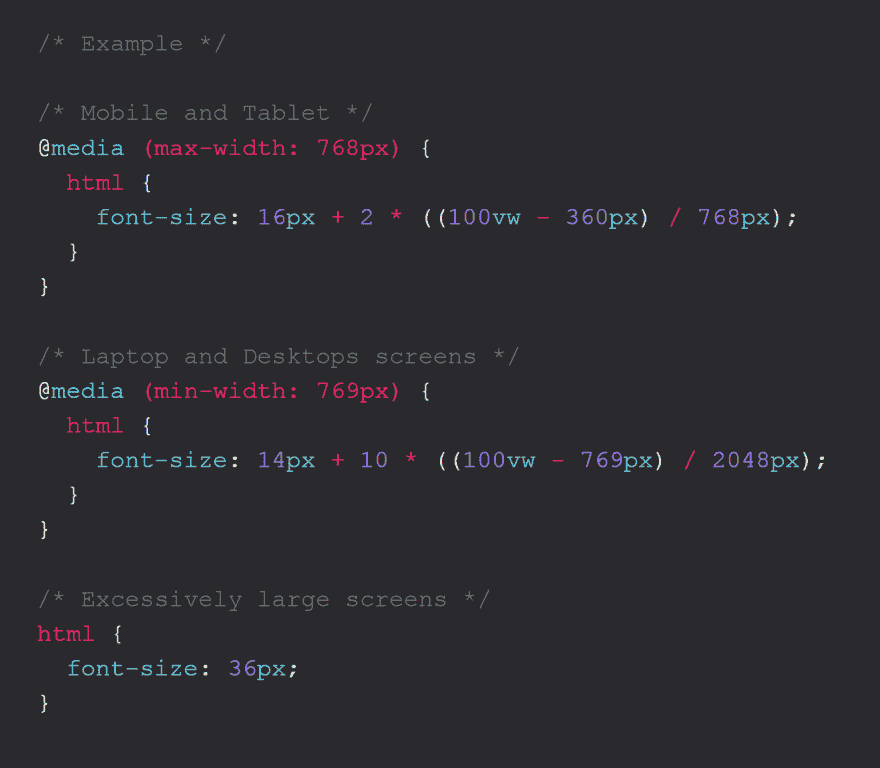 /* Example */
/* Mobile and Tablet */
@media (max-width: 768px) {
html {
font-size: 16px + 2 * ((100vw - 360px) / 768px);
}
}
/* Laptop and Desktops screens */
@media (min-width: 769px) {
html {
font-size: 14px + 10 * ((100vw - 769px) / 2048px);
}
}
/* Excessively large screens */
html {
font-size: 36px;
}